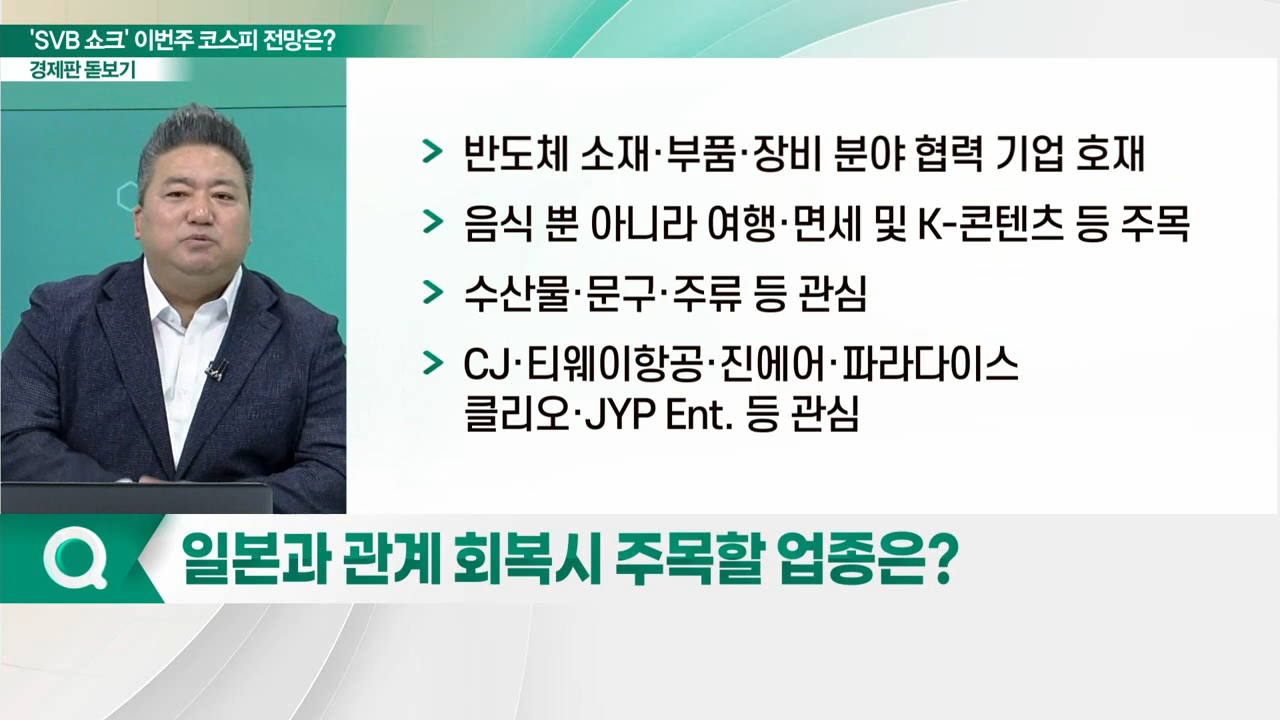 'SVB 쇼크' 이번주 코스피 전망은?
경제판 돋보기
> 반도체 소재·부품·장비 분야 협력 기업 호재
> 음식 뿐 아니라 여행·면세 및 K-콘텐츠 등 주목
> 수산물·문구·주류 등 관심
> CJ·티웨이항공·진에어·파라다이스
클리오·JYP Ent. 등 관심
Q 일본과 관계 회복시 주목할 업종은?